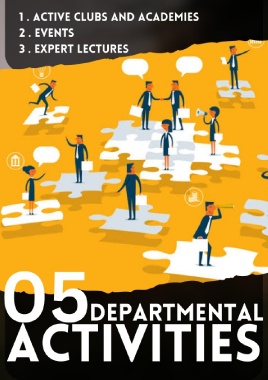 1 . ACTIVE CLUBS AND ACADEMIES
2 . EVENTS
3 . EXPERT LECTURES
05 DEPARTMENTAL
ACTIVITIES